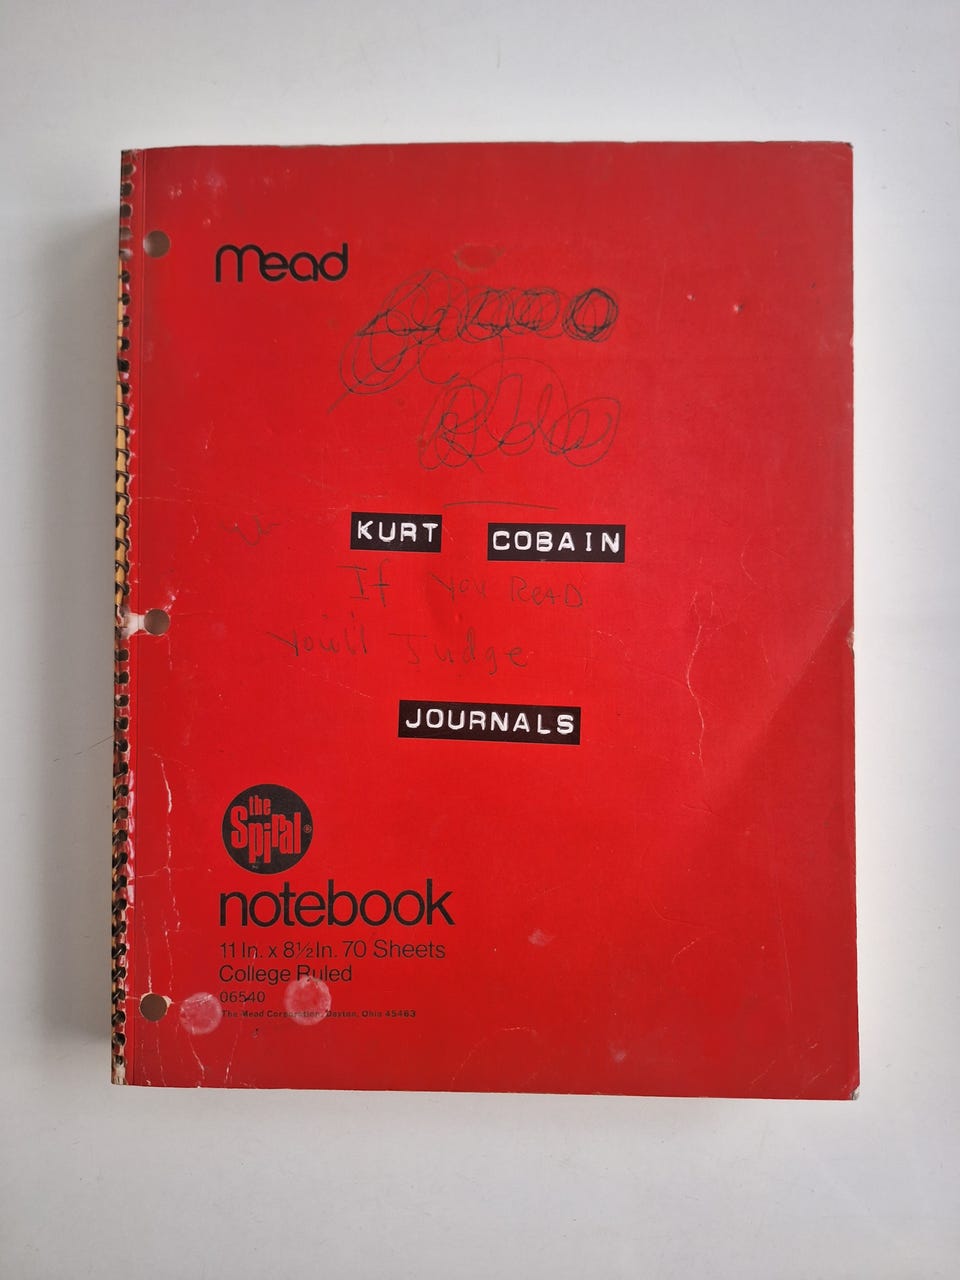 mead
KURT COBAIN
If You ReAD
You'll Judge
JOURNALS
the
Spiral®
notebook
11 In. x 8½ In. 70 Sheets
College Ruled
06540
The Mead Corporation, Dayton, Ohio 45463